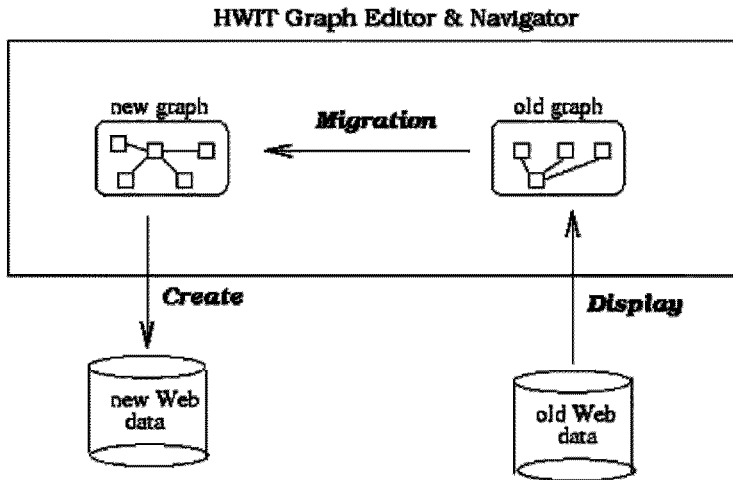 HWIT Graph Editor & Navigator
new graph
old graph
Migration
Create
Display
new Web
data
old Web
data